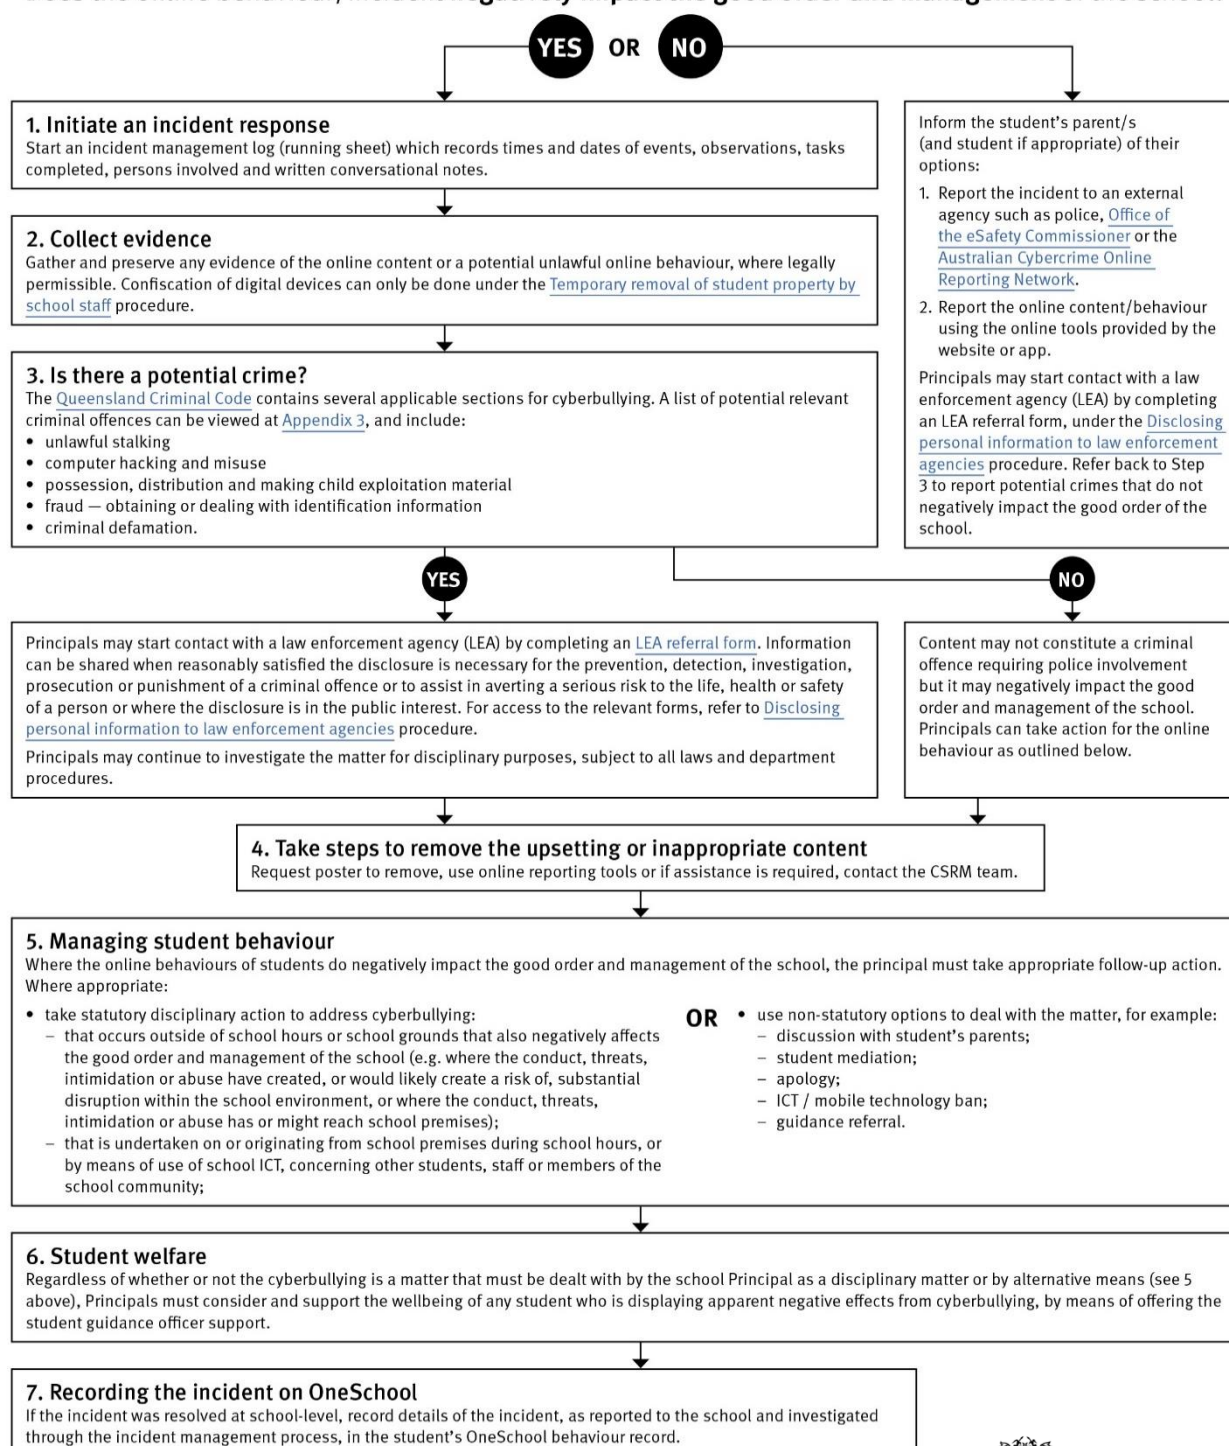 YES OR NO
1. Initiate an incident response
Start an incident management log (running sheet) which records times and dates of events, observations, tasks
completed, persons involved and written conversational notes.
2. Collect evidence
Gather and preserve any evidence of the online content or a potential unlawful online behaviour, where legally
permissible. Confiscation of digital devices can only be done under the Temporary removal of student property by
school staff procedure.
3. Is there a potential crime?
The Queensland Criminal Code contains several applicable sections for cyberbullying. A list of potential relevant
criminal offences can be viewed at Appendix 3, and include:
• unlawful stalking
• computer hacking and misuse
• possession, distribution and making child exploitation material
• fraud — obtaining or dealing with identification information
• criminal defamation.
Inform the student's parent/s
(and student if appropriate) of their
options:
1. Report the incident to an external
agency such as police, Office of
the eSafety Commissioner or the
Australian Cybercrime Online
Reporting Network.
2. Report the online content/behaviour
using the online tools provided by the
website or app.
Principals may start contact with a law
enforcement agency (LEA) by completing
an LEA referral form, under the Disclosing
personal information to law enforcement
agencies procedure. Refer back to Step
3 to report potential crimes that do not
negatively impact the good order of the
school.
YES
NO
Principals may start contact with a law enforcement agency (LEA) by completing an LEA referral form. Information
can be shared when reasonably satisfied the disclosure is necessary for the prevention, detection, investigation,
prosecution or punishment of a criminal offence or to assist in averting a serious risk to the life, health or safety
of a person or where the disclosure is in the public interest. For access to the relevant forms, refer to Disclosing
personal information to law enforcement agencies procedure.
Principals may continue to investigate the matter for disciplinary purposes, subject to all laws and department
procedures.
Content may not constitute a criminal
offence requiring police involvement
but it may negatively impact the good
order and management of the school.
Principals can take action for the online
behaviour as outlined below.
4. Take steps to remove the upsetting or inappropriate content
Request poster to remove, use online reporting tools or if assistance is required, contact the CSRM team.
5. Managing student behaviour
Where the online behaviours of students do negatively impact the good order and management of the school, the principal must take appropriate follow-up action.
Where appropriate:
• take statutory disciplinary action to address cyberbullying:
– that occurs outside of school hours or school grounds that also negatively affects
the good order and management of the school (e.g. where the conduct, threats,
intimidation or abuse have created, or would likely create a risk of, substantial
disruption within the school environment, or where the conduct, threats,
intimidation or abuse has or might reach school premises);
– that is undertaken on or originating from school premises during school hours, or
by means of use of school ICT, concerning other students, staff or members of the
school community;
OR
• use non-statutory options to deal with the matter, for example:
– discussion with student's parents;
– student mediation;
– apology;
– ICT / mobile technology ban;
– guidance referral.
6. Student welfare
Regardless of whether or not the cyberbullying is a matter that must be dealt with by the school Principal as a disciplinary matter or by alternative means (see 5
above), Principals must consider and support the wellbeing of any student who is displaying apparent negative effects from cyberbullying, by means of offering the
student guidance officer support.
7. Recording the incident on OneSchool
If the incident was resolved at school-level, record details of the incident, as reported to the school and investigated
through the incident management process, in the student's OneSchool behaviour record.